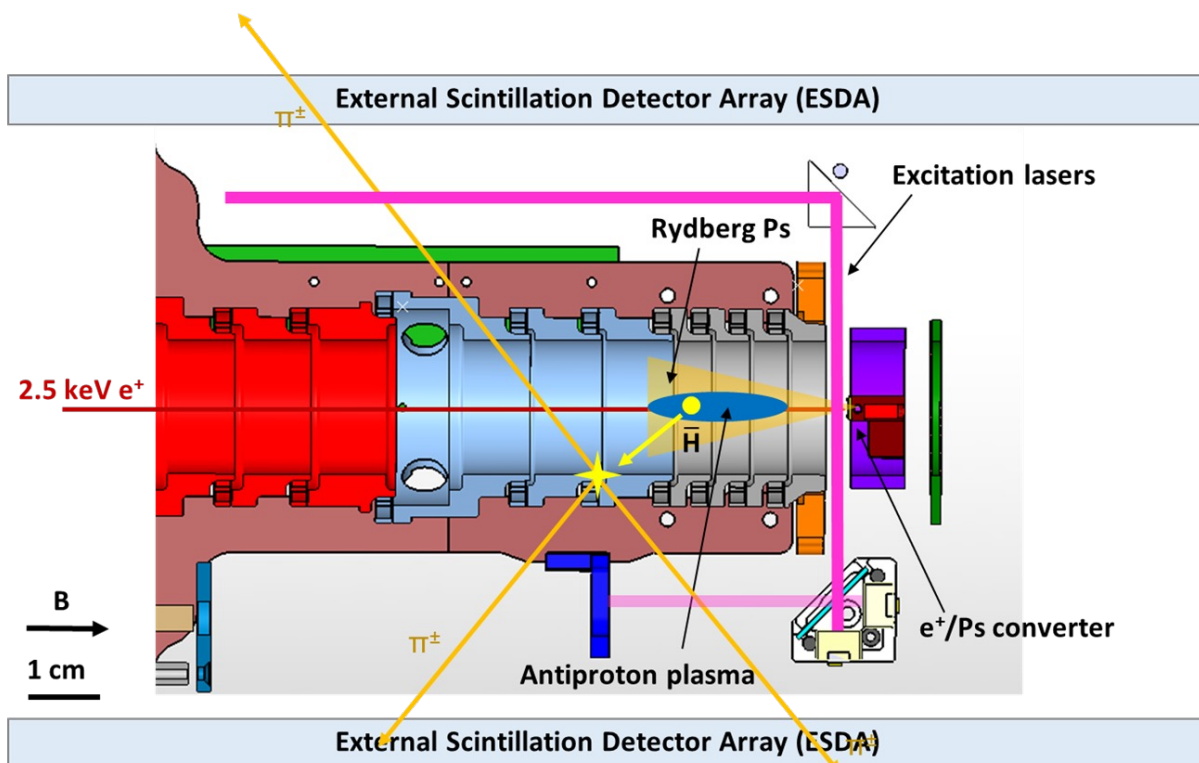 External Scintillation Detector Array (ESDA)
π±
Excitation lasers
Rydberg Ps
2.5 keV e⁺
H̅
B
e⁺/Ps converter
π±
1 cm
Antiproton plasma
External Scintillation Detector Array (ESDA)
π±